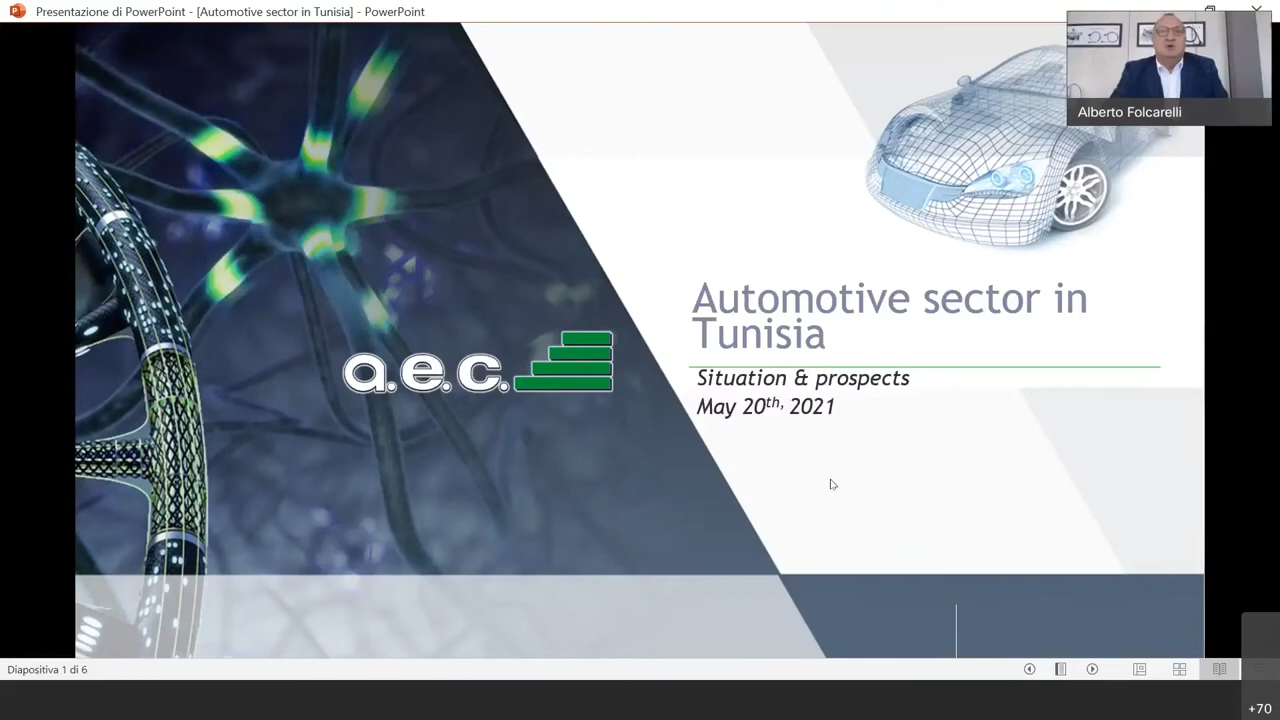 Presentazione di PowerPoint - [Automotive sector in Tunisia] - PowerPoint
Alberto Folcarelli
Automotive sector in
Tunisia
Situation & prospects
May 20th, 2021
a.e.c.
Diapositiva 1 di 6
+70